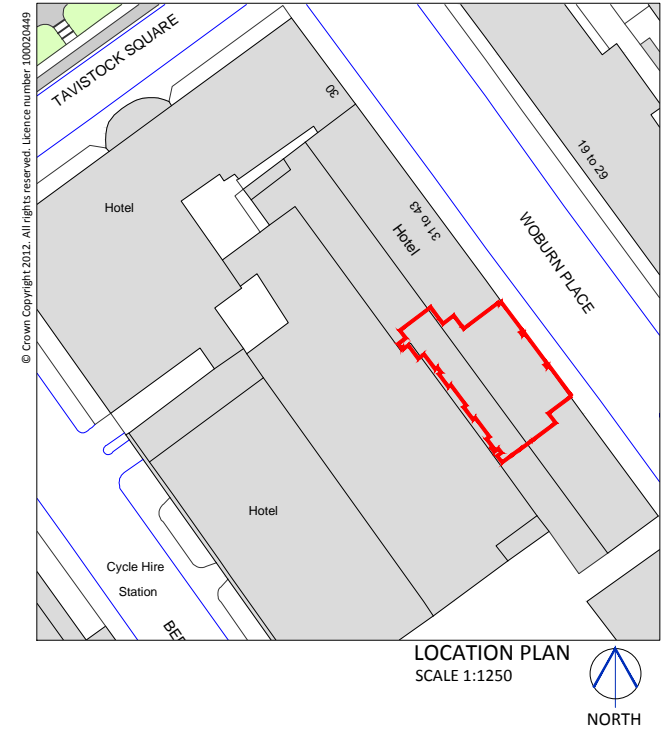 © Crown Copyright 2012. All rights reserved. Licence number 100020449
TAVISTOCK SQUARE
30
19 to 29
Hotel
31 to 43
Hotel
WOBURN PLACE
Hotel
Cycle Hire
Station
BE
LOCATION PLAN
SCALE 1:1250
NORTH